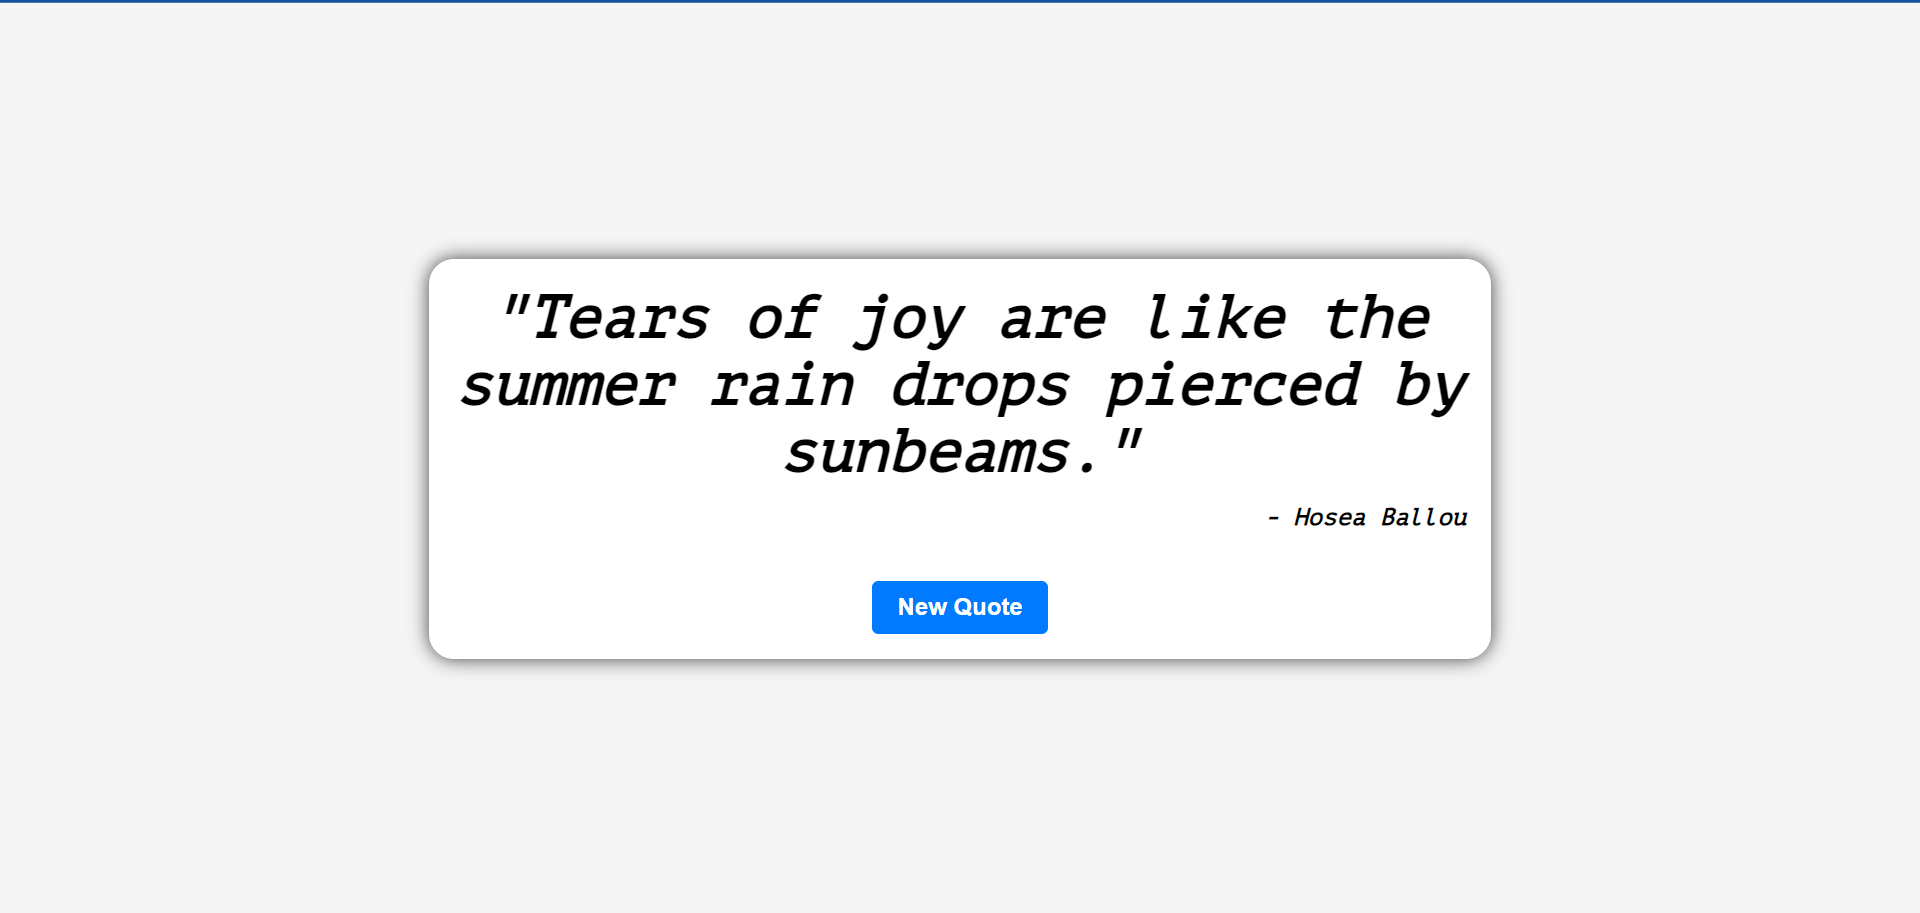 "Tears of joy are like the
summer rain drops pierced by
sunbeams."
- Hosea Ballou
New Quote